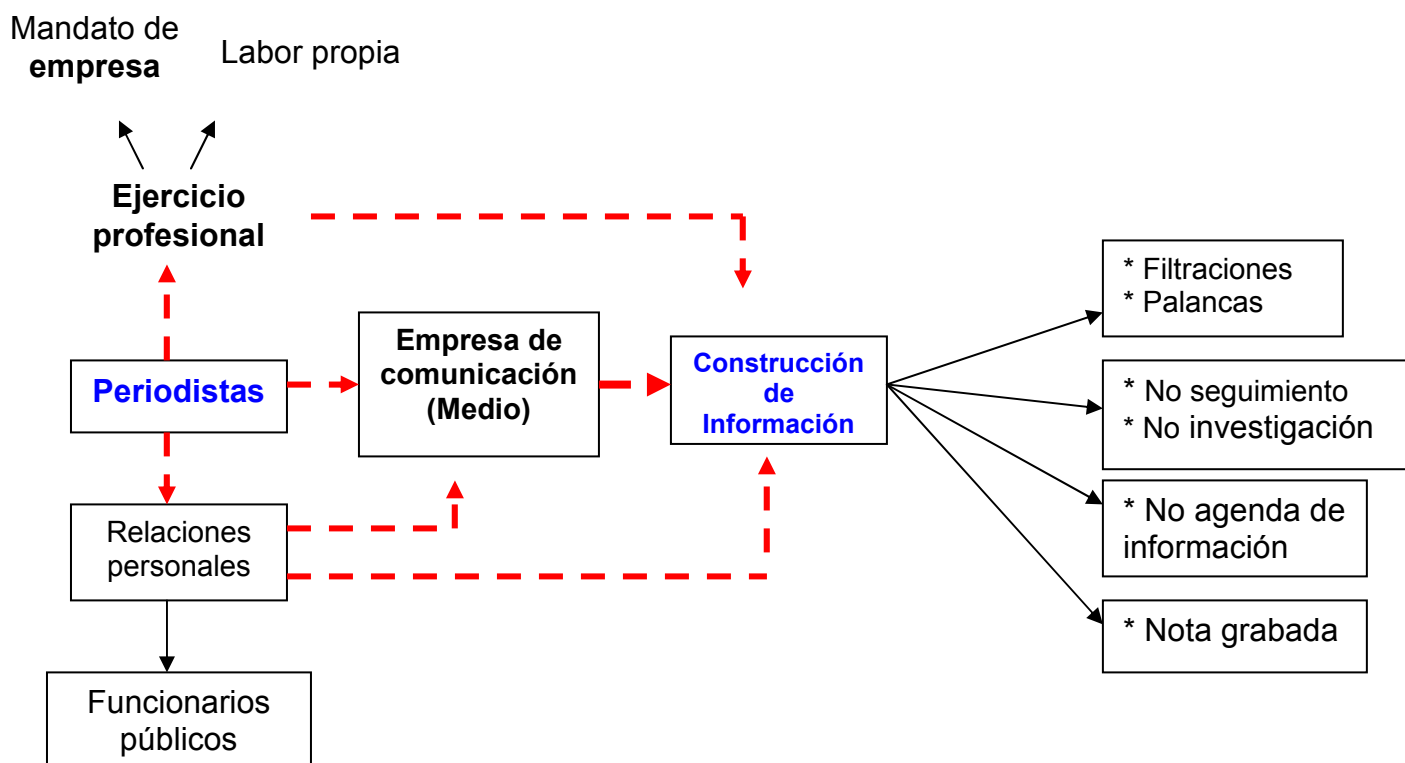 Mandato de
empresa
Labor propia
Ejercicio
profesional
Periodistas
Empresa de
comunicación
(Medio)
Construcción
de
Información
* Filtraciones
* Palancas
* No seguimiento
* No investigación
* No agenda de
información
* Nota grabada
Relaciones
personales
Funcionarios
públicos